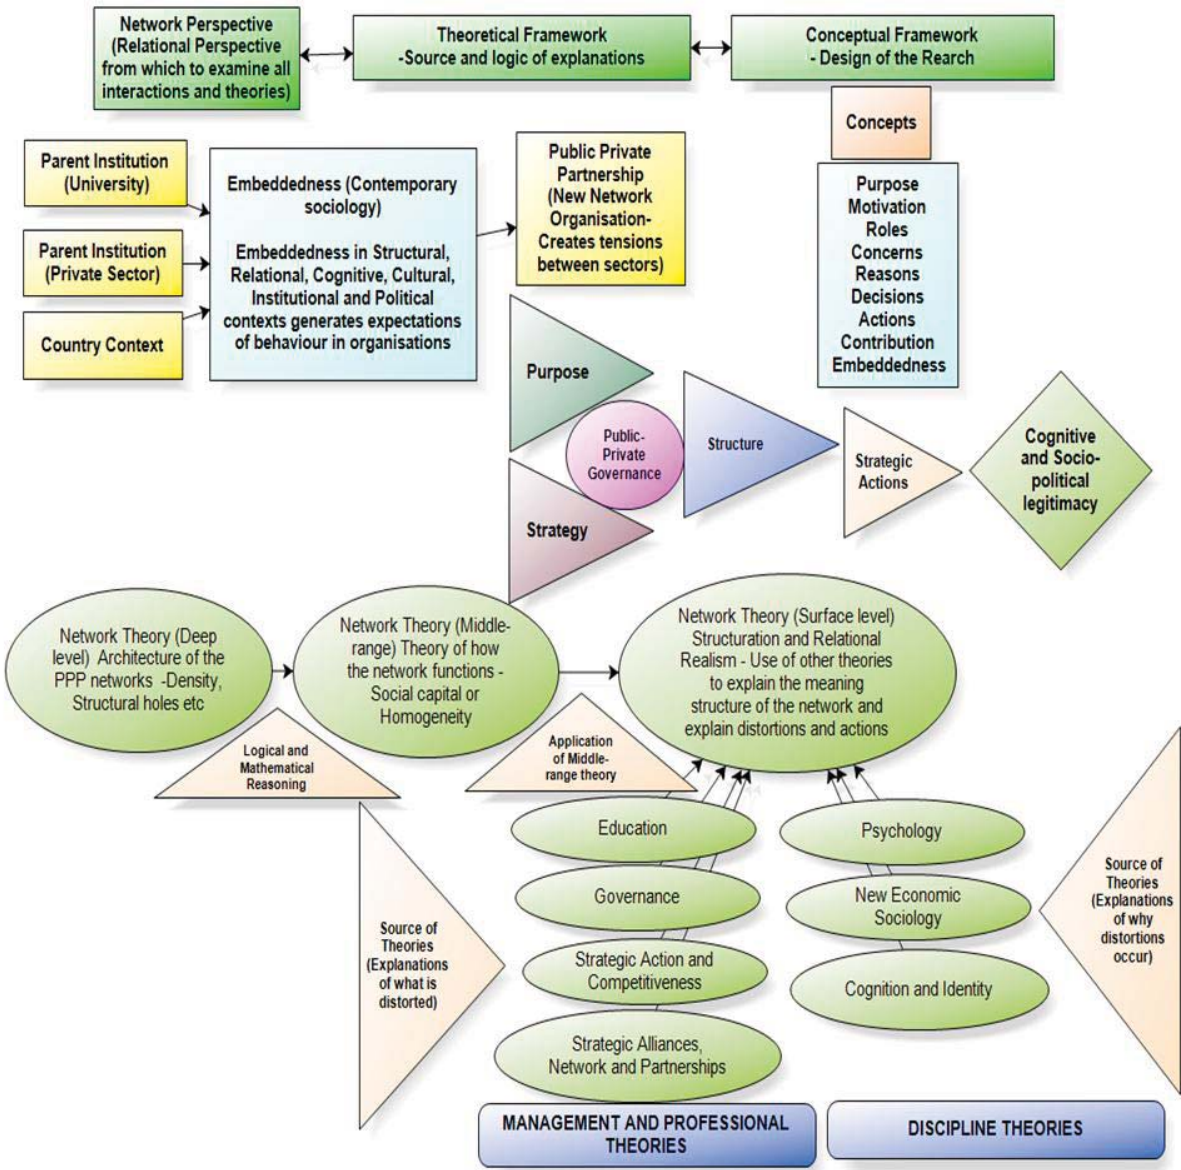 Network Perspective
(Relational Perspective
from which to examine all
interactions and theories)
Theoretical Framework
-Source and logic of explanations
Conceptual Framework
- Design of the Rearch
Concepts
Purpose
Motivation
Roles
Concerns
Reasons
Decisions
Actions
Contribution
Embeddedness
Parent Institution
(University)
Parent Institution
(Private Sector)
Country Context
Embeddedness (Contemporary
sociology)
Embeddedness in Structural,
Relational, Cognitive, Cultural,
Institutional and Political
contexts generates expectations
of behaviour in organisations
Public Private
Partnership
(New Network
Organisation-
Creates tensions
between sectors)
Purpose
Public-
Private
Governance
Strategy
Structure
Strategic
Actions
Cognitive
and Socio-
political
legitimacy
Network Theory (Deep
level) Architecture of the
PPP networks -Density,
Structural holes etc
Network Theory (Middle-
range) Theory of how
the network functions -
Social capital or
Homogeneity
Network Theory (Surface level)
Structuration and Relational
Realism - Use of other theories
to explain the meaning
structure of the network and
explain distortions and actions
Logical and
Mathematical
Reasoning
Application
of Middle-
range theory
Source of
Theories
(Explanations
of what is
distorted)
Education
Governance
Strategic Action and
Competitiveness
Strategic Alliances,
Network and Partnerships
Psychology
New Economic
Sociology
Cognition and Identity
Source of
Theories
(Explanations
of why
distortions
occur)
MANAGEMENT AND PROFESSIONAL
THEORIES
DISCIPLINE THEORIES